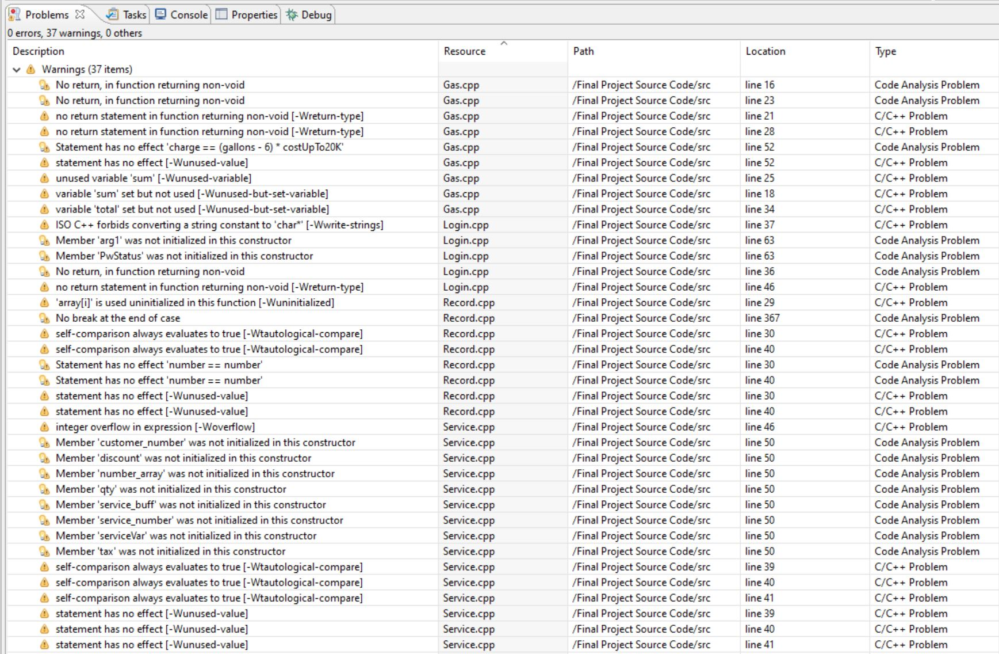 Problems Tasks Console Properties Debug
0 errors, 37 warnings, 0 others
Description Resource Path Location Type
Warnings (37 items)
No return, in function returning non-void Gas.cpp /Final Project Source Code/src line 16 Code Analysis Problem
No return, in function returning non-void Gas.cpp /Final Project Source Code/src line 23 Code Analysis Problem
no return statement in function returning non-void [-Wreturn-type] Gas.cpp /Final Project Source Code/src line 21 C/C++ Problem
no return statement in function returning non-void [-Wreturn-type] Gas.cpp /Final Project Source Code/src line 28 C/C++ Problem
Statement has no effect 'charge == (gallons - 6) * costUpTo20K' Gas.cpp /Final Project Source Code/src line 52 Code Analysis Problem
statement has no effect [-Wunused-value] Gas.cpp /Final Project Source Code/src line 52 C/C++ Problem
unused variable 'sum' [-Wunused-variable] Gas.cpp /Final Project Source Code/src line 25 C/C++ Problem
variable 'sum' set but not used [-Wunused-but-set-variable] Gas.cpp /Final Project Source Code/src line 18 C/C++ Problem
variable 'total' set but not used [-Wunused-but-set-variable] Gas.cpp /Final Project Source Code/src line 34 C/C++ Problem
ISO C++ forbids converting a string constant to 'char*' [-Wwrite-strings] Login.cpp /Final Project Source Code/src line 37 C/C++ Problem
Member 'arg1' was not initialized in this constructor Login.cpp /Final Project Source Code/src line 63 Code Analysis Problem
Member 'PwStatus' was not initialized in this constructor Login.cpp /Final Project Source Code/src line 63 Code Analysis Problem
No return, in function returning non-void Login.cpp /Final Project Source Code/src line 36 Code Analysis Problem
no return statement in function returning non-void [-Wreturn-type] Login.cpp /Final Project Source Code/src line 46 C/C++ Problem
'array[i]' is used uninitialized in this function [-Wuninitialized] Record.cpp /Final Project Source Code/src line 29 C/C++ Problem
No break at the end of case Record.cpp /Final Project Source Code/src line 367 Code Analysis Problem
self-comparison always evaluates to true [-Wtautological-compare] Record.cpp /Final Project Source Code/src line 30 C/C++ Problem
self-comparison always evaluates to true [-Wtautological-compare] Record.cpp /Final Project Source Code/src line 40 C/C++ Problem
Statement has no effect 'number == number' Record.cpp /Final Project Source Code/src line 30 Code Analysis Problem
Statement has no effect 'number == number' Record.cpp /Final Project Source Code/src line 40 Code Analysis Problem
statement has no effect [-Wunused-value] Record.cpp /Final Project Source Code/src line 30 C/C++ Problem
statement has no effect [-Wunused-value] Record.cpp /Final Project Source Code/src line 40 C/C++ Problem
integer overflow in expression [-Woverflow] Service.cpp /Final Project Source Code/src line 46 C/C++ Problem
Member 'customer_number' was not initialized in this constructor Service.cpp /Final Project Source Code/src line 50 Code Analysis Problem
Member 'discount' was not initialized in this constructor Service.cpp /Final Project Source Code/src line 50 Code Analysis Problem
Member 'number_array' was not initialized in this constructor Service.cpp /Final Project Source Code/src line 50 Code Analysis Problem
Member 'qty' was not initialized in this constructor Service.cpp /Final Project Source Code/src line 50 Code Analysis Problem
Member 'service_buff' was not initialized in this constructor Service.cpp /Final Project Source Code/src line 50 Code Analysis Problem
Member 'service_number' was not initialized in this constructor Service.cpp /Final Project Source Code/src line 50 Code Analysis Problem
Member 'serviceVar' was not initialized in this constructor Service.cpp /Final Project Source Code/src line 50 Code Analysis Problem
Member 'tax' was not initialized in this constructor Service.cpp /Final Project Source Code/src line 50 Code Analysis Problem
self-comparison always evaluates to true [-Wtautological-compare] Service.cpp /Final Project Source Code/src line 39 C/C++ Problem
self-comparison always evaluates to true [-Wtautological-compare] Service.cpp /Final Project Source Code/src line 40 C/C++ Problem
self-comparison always evaluates to true [-Wtautological-compare] Service.cpp /Final Project Source Code/src line 41 C/C++ Problem
statement has no effect [-Wunused-value] Service.cpp /Final Project Source Code/src line 39 C/C++ Problem
statement has no effect [-Wunused-value] Service.cpp /Final Project Source Code/src line 40 C/C++ Problem
statement has no effect [-Wunused-value] Service.cpp /Final Project Source Code/src line 41 C/C++ Problem